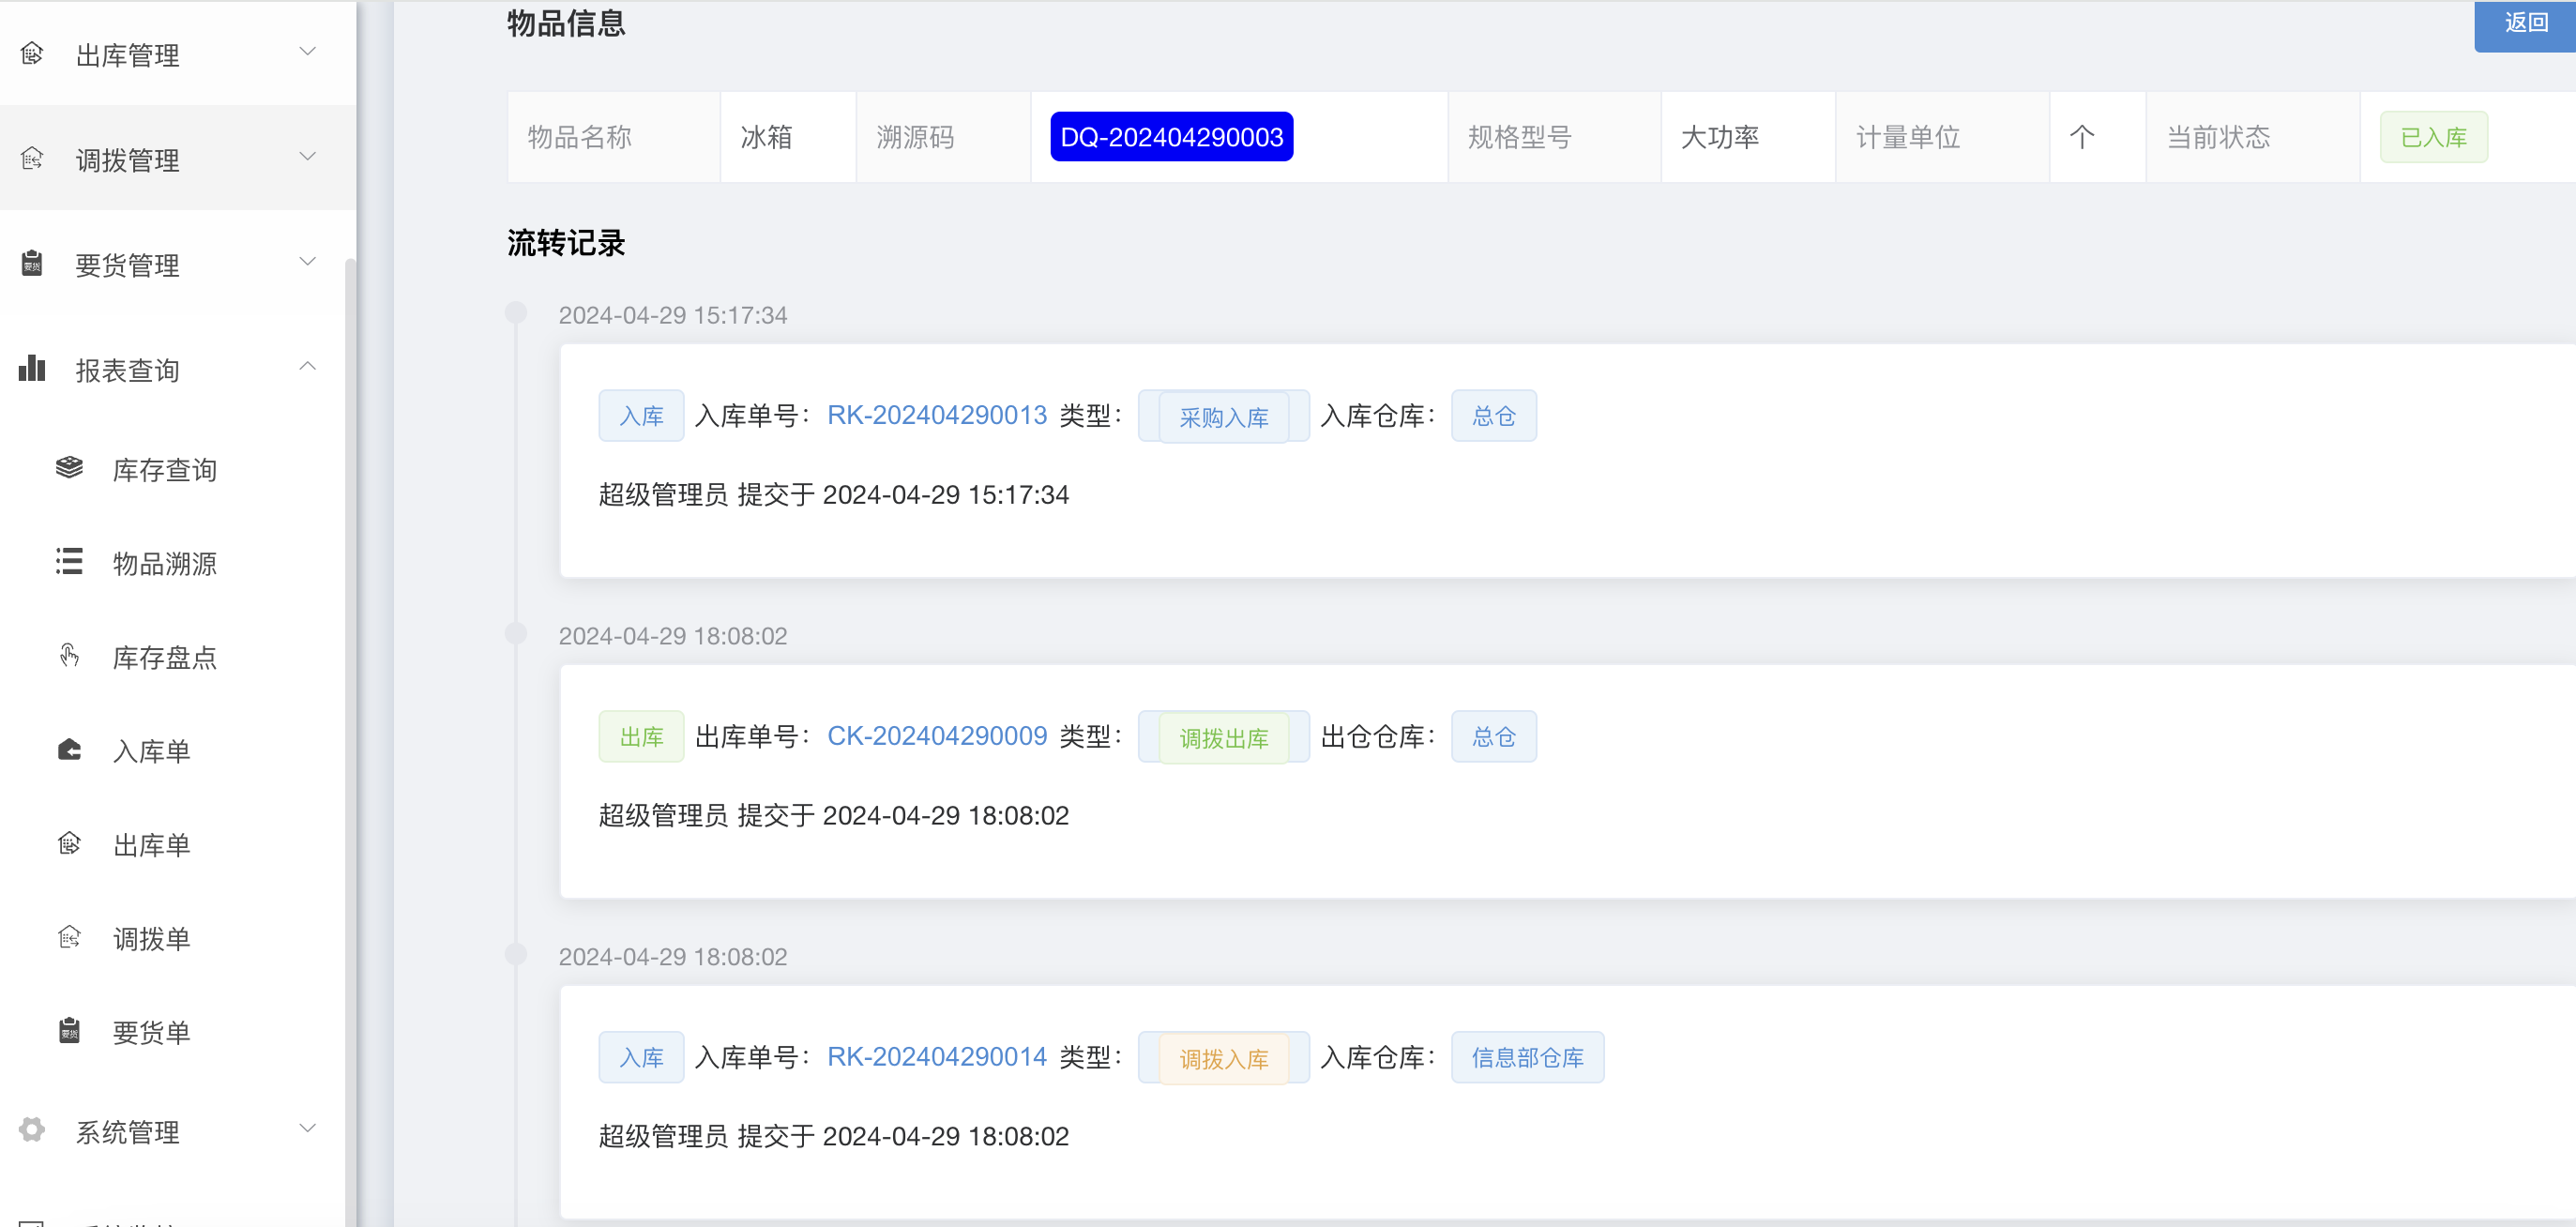 出库管理
调拨管理
要货管理
报表查询
库存查询
物品溯源
库存盘点
入库单
出库单
调拨单
要货单
系统管理
物品信息
返回
物品名称 冰箱 溯源码 DQ-202404290003 规格型号 大功率 计量单位 个 当前状态 已入库
流转记录
2024-04-29 15:17:34
入库 入库单号： RK-202404290013 类型： 采购入库 入库仓库： 总仓
超级管理员 提交于 2024-04-29 15:17:34
2024-04-29 18:08:02
出库 出库单号： CK-202404290009 类型： 调拨出库 出仓仓库： 总仓
超级管理员 提交于 2024-04-29 18:08:02
2024-04-29 18:08:02
入库 入库单号： RK-202404290014 类型： 调拨入库 入库仓库： 信息部仓库
超级管理员 提交于 2024-04-29 18:08:02